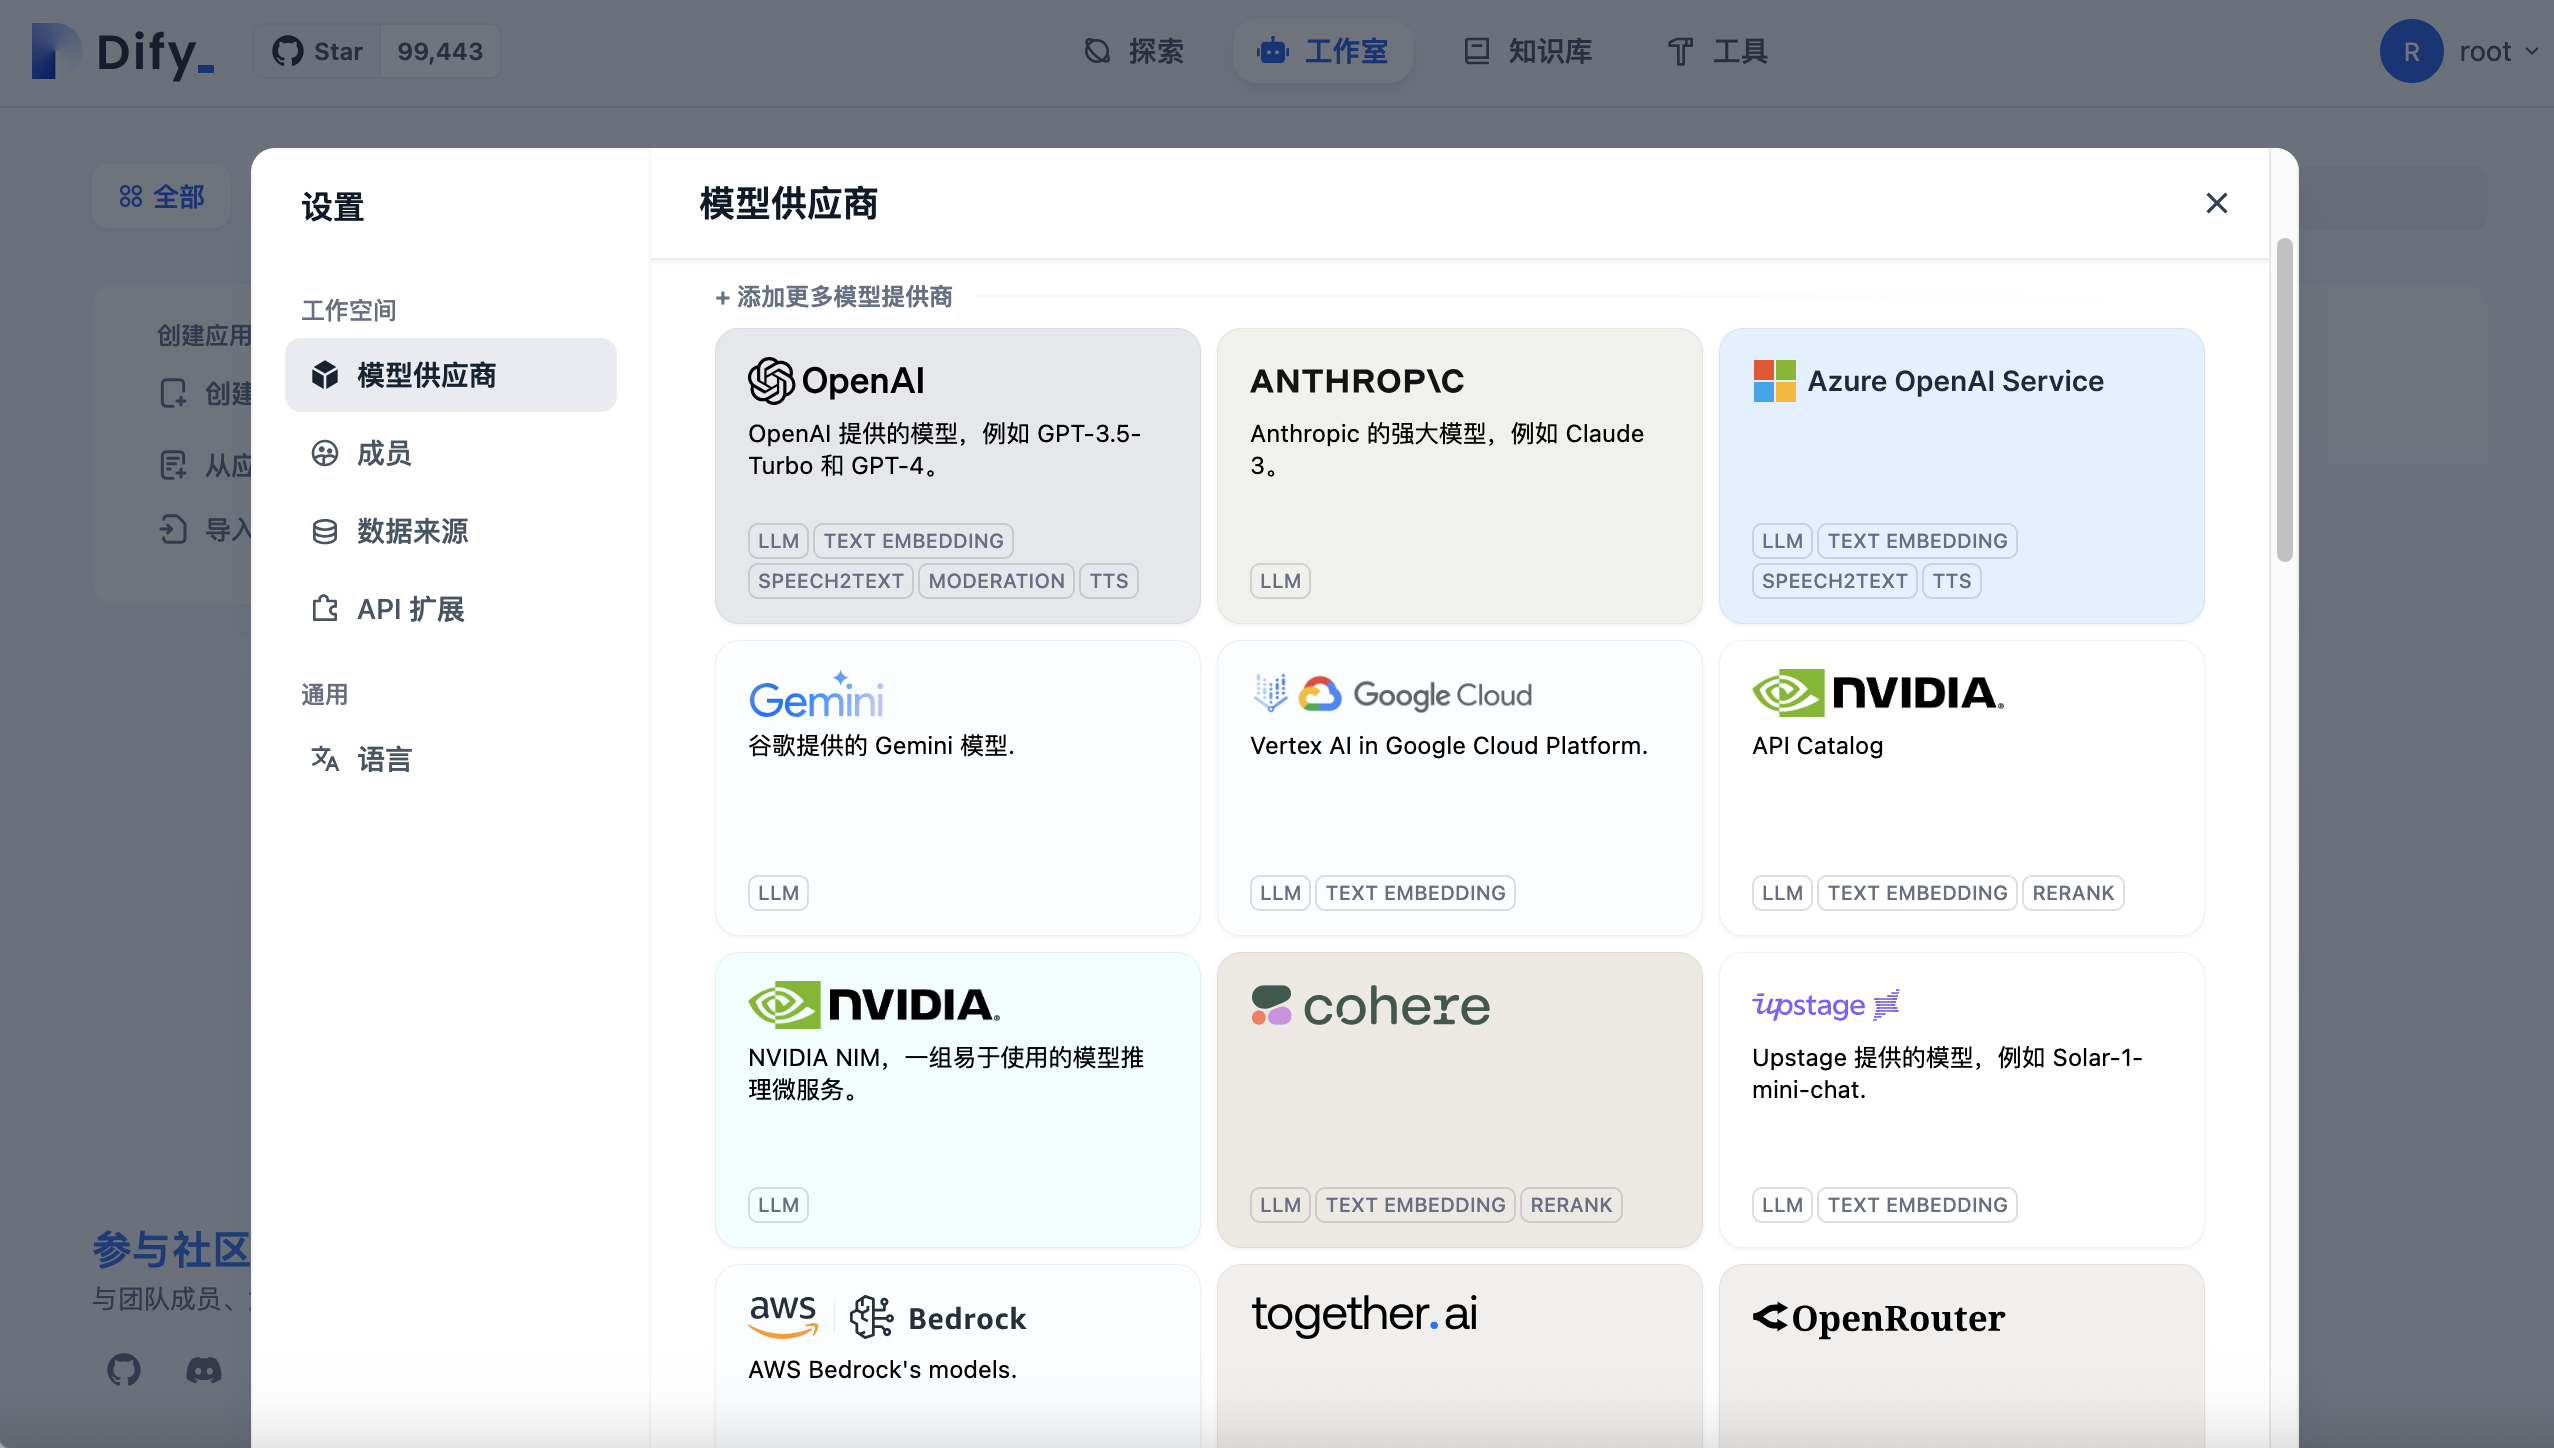 Dify_
Star 99,443
探索
工作室
知识库
工具
R root
全部
创建应用
创建
从应
导入
参与社区
与团队成员、
设置
工作空间
模型供应商
成员
数据来源
API 扩展
通用
语言
模型供应商
+ 添加更多模型提供商
OpenAI
OpenAI 提供的模型，例如 GPT-3.5-
Turbo 和 GPT-4。
LLM TEXT EMBEDDING
SPEECH2TEXT MODERATION TTS
ANTHROP\C
Anthropic 的强大模型，例如 Claude
3。
LLM
Azure OpenAI Service
LLM TEXT EMBEDDING
SPEECH2TEXT TTS
Gemini
谷歌提供的 Gemini 模型.
LLM
Google Cloud
Vertex AI in Google Cloud Platform.
LLM TEXT EMBEDDING
NVIDIA.
API Catalog
LLM TEXT EMBEDDING RERANK
NVIDIA.
NVIDIA NIM，一组易于使用的模型推
理微服务。
LLM
cohere
LLM TEXT EMBEDDING RERANK
upstage
Upstage 提供的模型，例如 Solar-1-
mini-chat.
LLM TEXT EMBEDDING
aws Bedrock
AWS Bedrock's models.
together.ai
OpenRouter